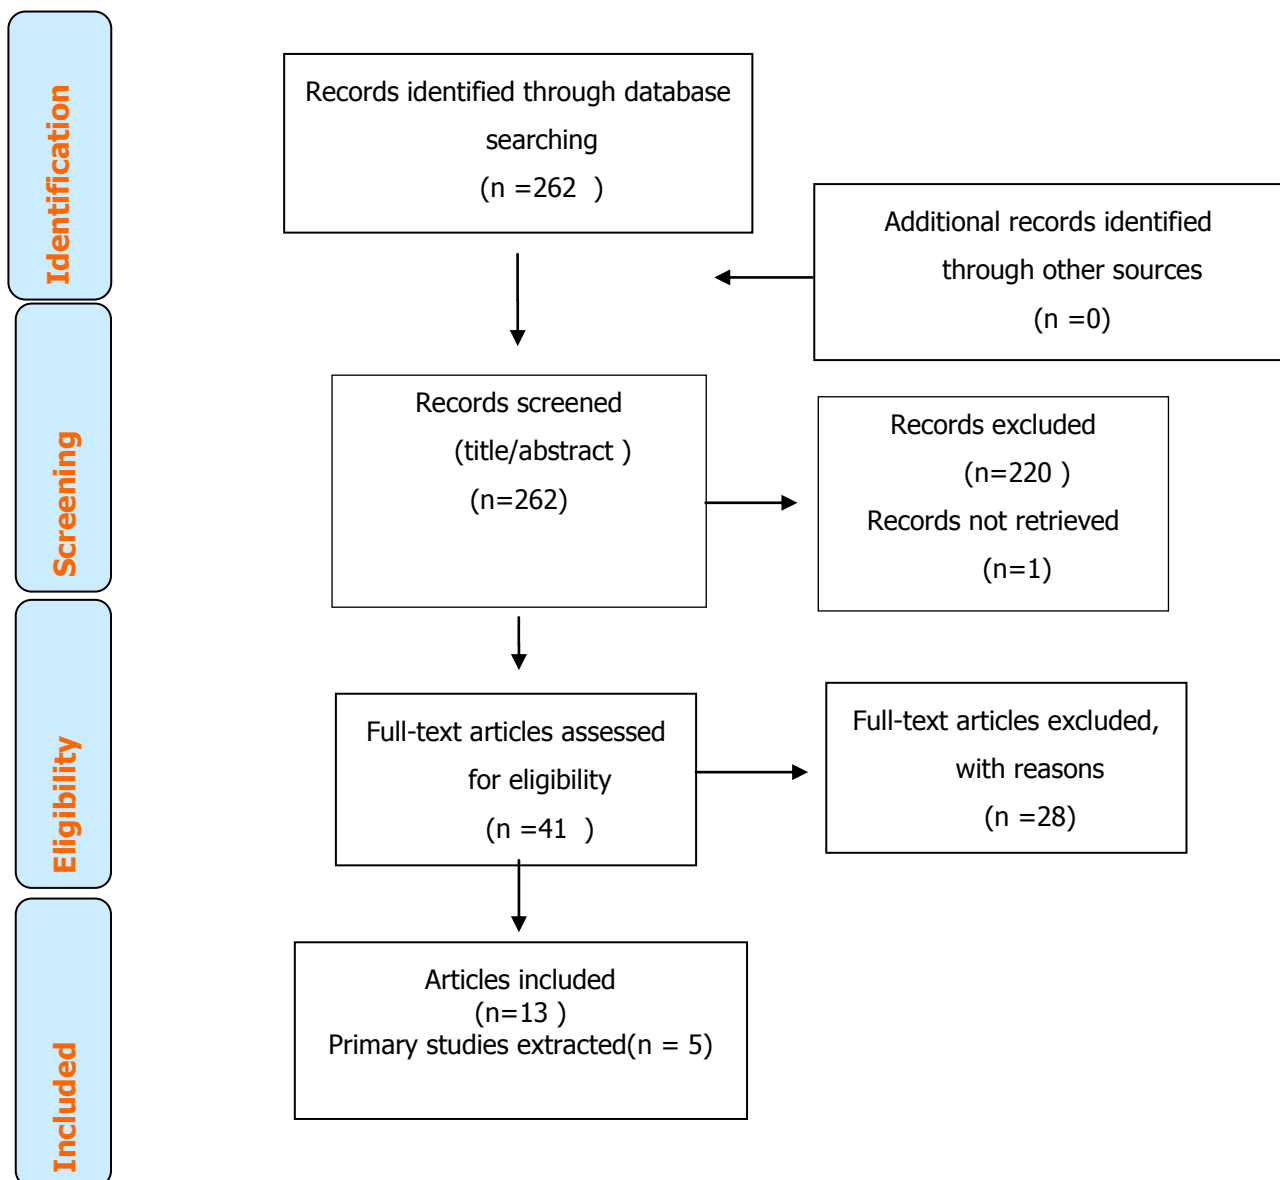 Identification
Records identified through database
searching
(n =262  )
Additional records identified
through other sources
(n =0)
Screening
Records screened
(title/abstract )
(n=262)
Records excluded
(n=220 )
Records not retrieved
(n=1)
Eligibility
Full-text articles assessed
for eligibility
(n =41  )
Full-text articles excluded,
with reasons
(n =28)
Included
Articles included
(n=13 )
Primary studies extracted(n = 5)